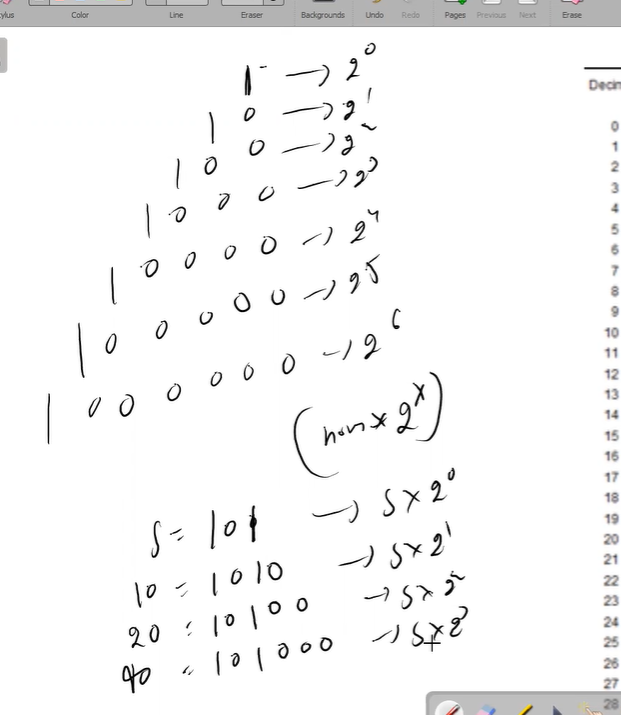 ylus Color Line Eraser Backgrounds Undo Redo Pages Previous Next Erase
1 → 2^0
1 0 → 2^1
1 0 0 → 2^2
1 0 0 0 → 2^3
1 0 0 0 0 → 2^4
1 0 0 0 0 0 → 2^5
1 0 0 0 0 0 0 → 2^6
(num * 2^x)
5 = 101 → 5 x 2^0
10 = 1010 → 5 x 2^1
20 = 10100 → 5 x 2^2
40 = 101000 → 5 x 2^3
Decin
0
1
2
3
4
5
6
7
8
9
10
11
12
13
14
15
16
17
18
19
20
21
22
23
24
25
26
27
28